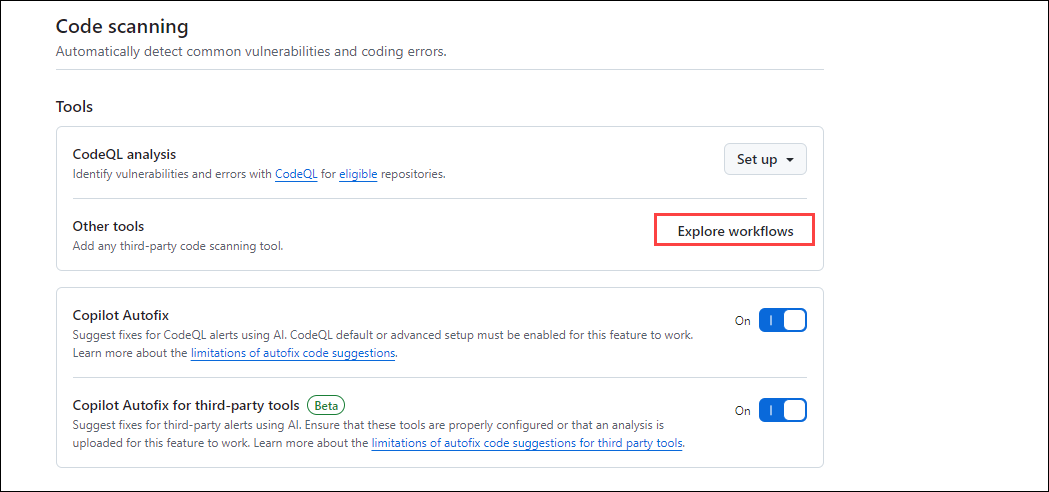 Code scanning
Automatically detect common vulnerabilities and coding errors.
Tools
CodeQL analysis
Identify vulnerabilities and errors with CodeQL for eligible repositories.
Set up
Other tools
Add any third-party code scanning tool.
Explore workflows
Copilot Autofix
Suggest fixes for CodeQL alerts using AI. CodeQL default or advanced setup must be enabled for this feature to work.
Learn more about the limitations of autofix code suggestions.
On
Copilot Autofix for third-party tools Beta
Suggest fixes for third-party alerts using AI. Ensure that these tools are properly configured or that an analysis is
uploaded for this feature to work. Learn more about the limitations of autofix code suggestions for third party tools.
On